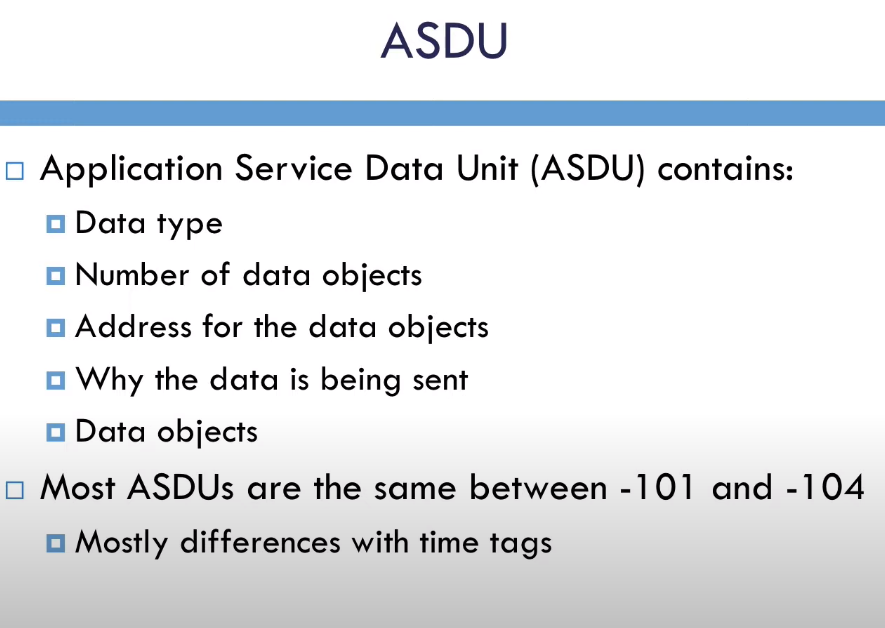 ASDU
Application Service Data Unit (ASDU) contains:
Data type
Number of data objects
Address for the data objects
Why the data is being sent
Data objects
Most ASDUs are the same between -101 and -104
Mostly differences with time tags